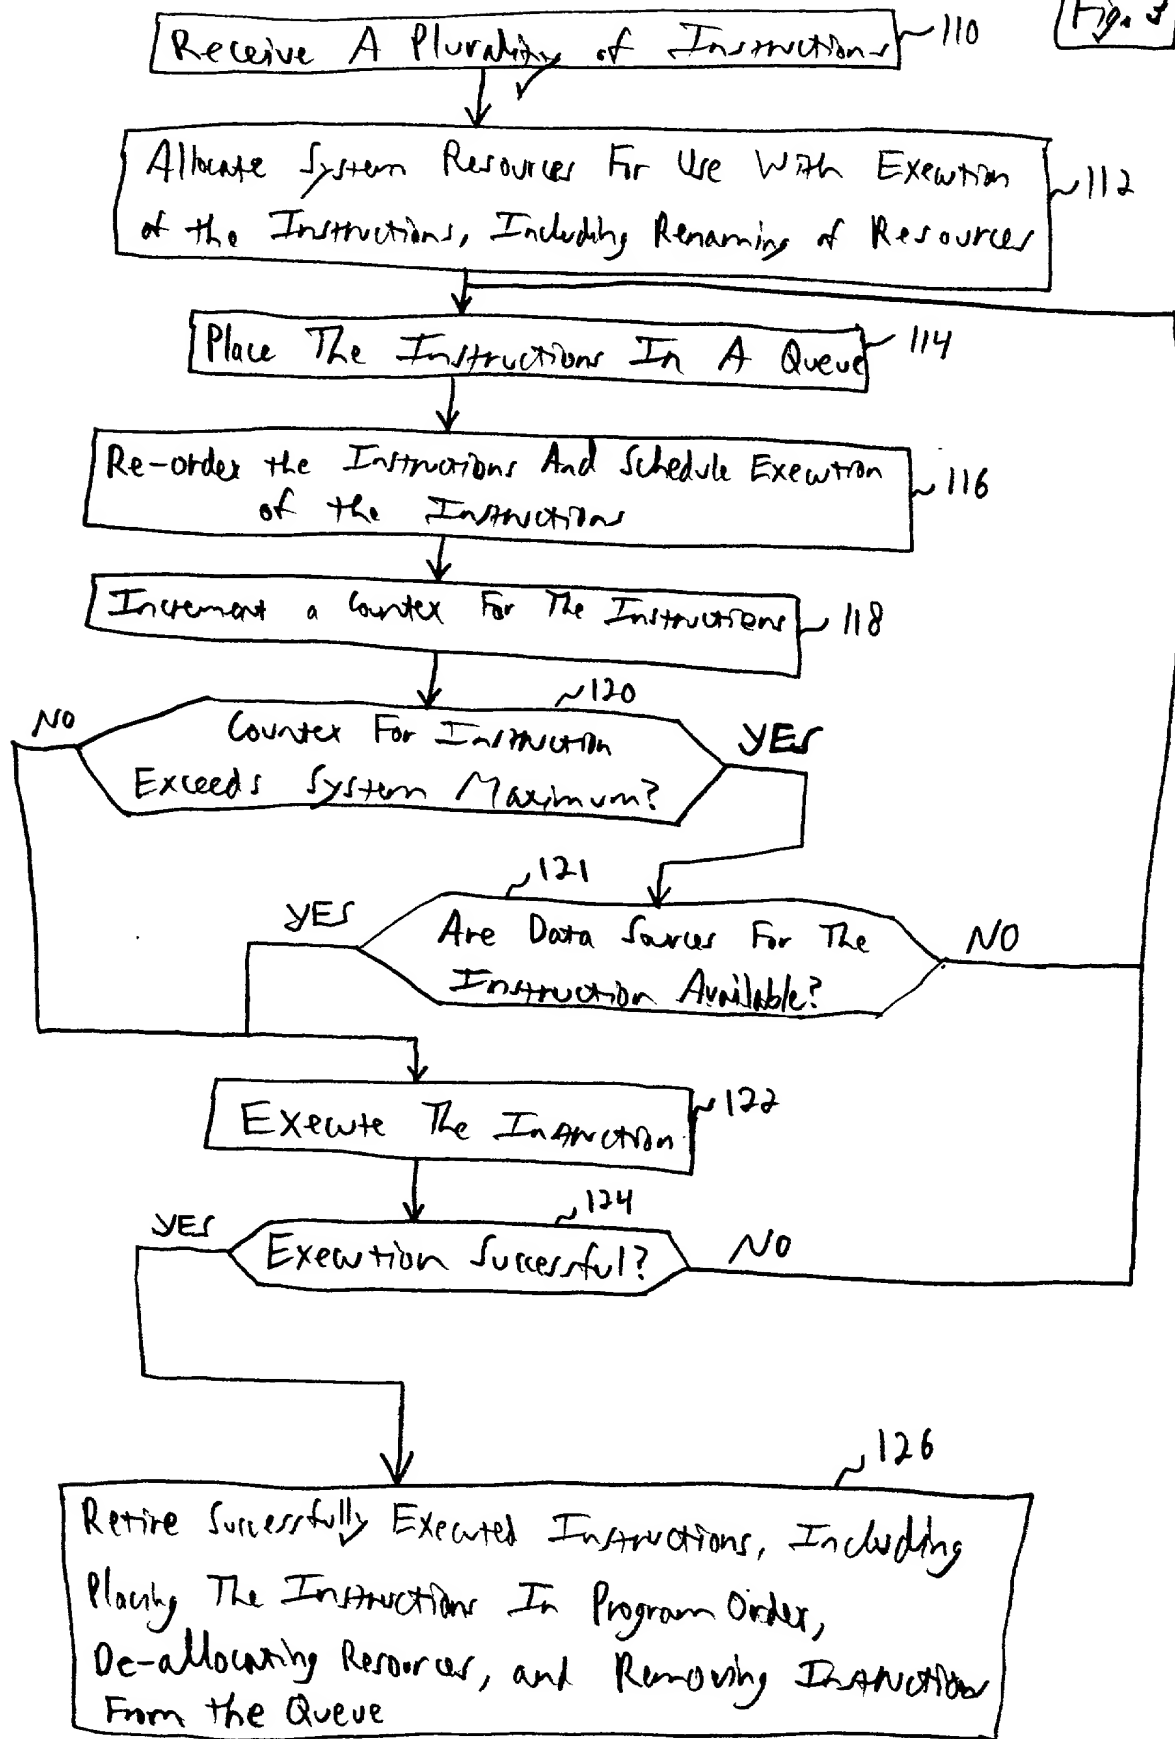 Fig. 3
Receive A Plurality of Instructions
110
Allocate System Resources For Use With Execution
of the Instructions, Including Renaming of Resources
112
Place The Instructions In A Queue
114
Re-order the Instructions And Schedule Execution
of the Instructions
116
Increment a Counter For The Instructions
118
120
NO
Counter For Instruction
Exceeds System Maximum?
YES
121
YES
Are Data Sources For The
Instruction Available?
NO
Execute The Instruction
122
124
YES
Execution Successful?
NO
126
Retire Successfully Executed Instructions, Including
Placing The Instructions In Program Order,
De-allocating Resources, and Removing Instructions
From the Queue